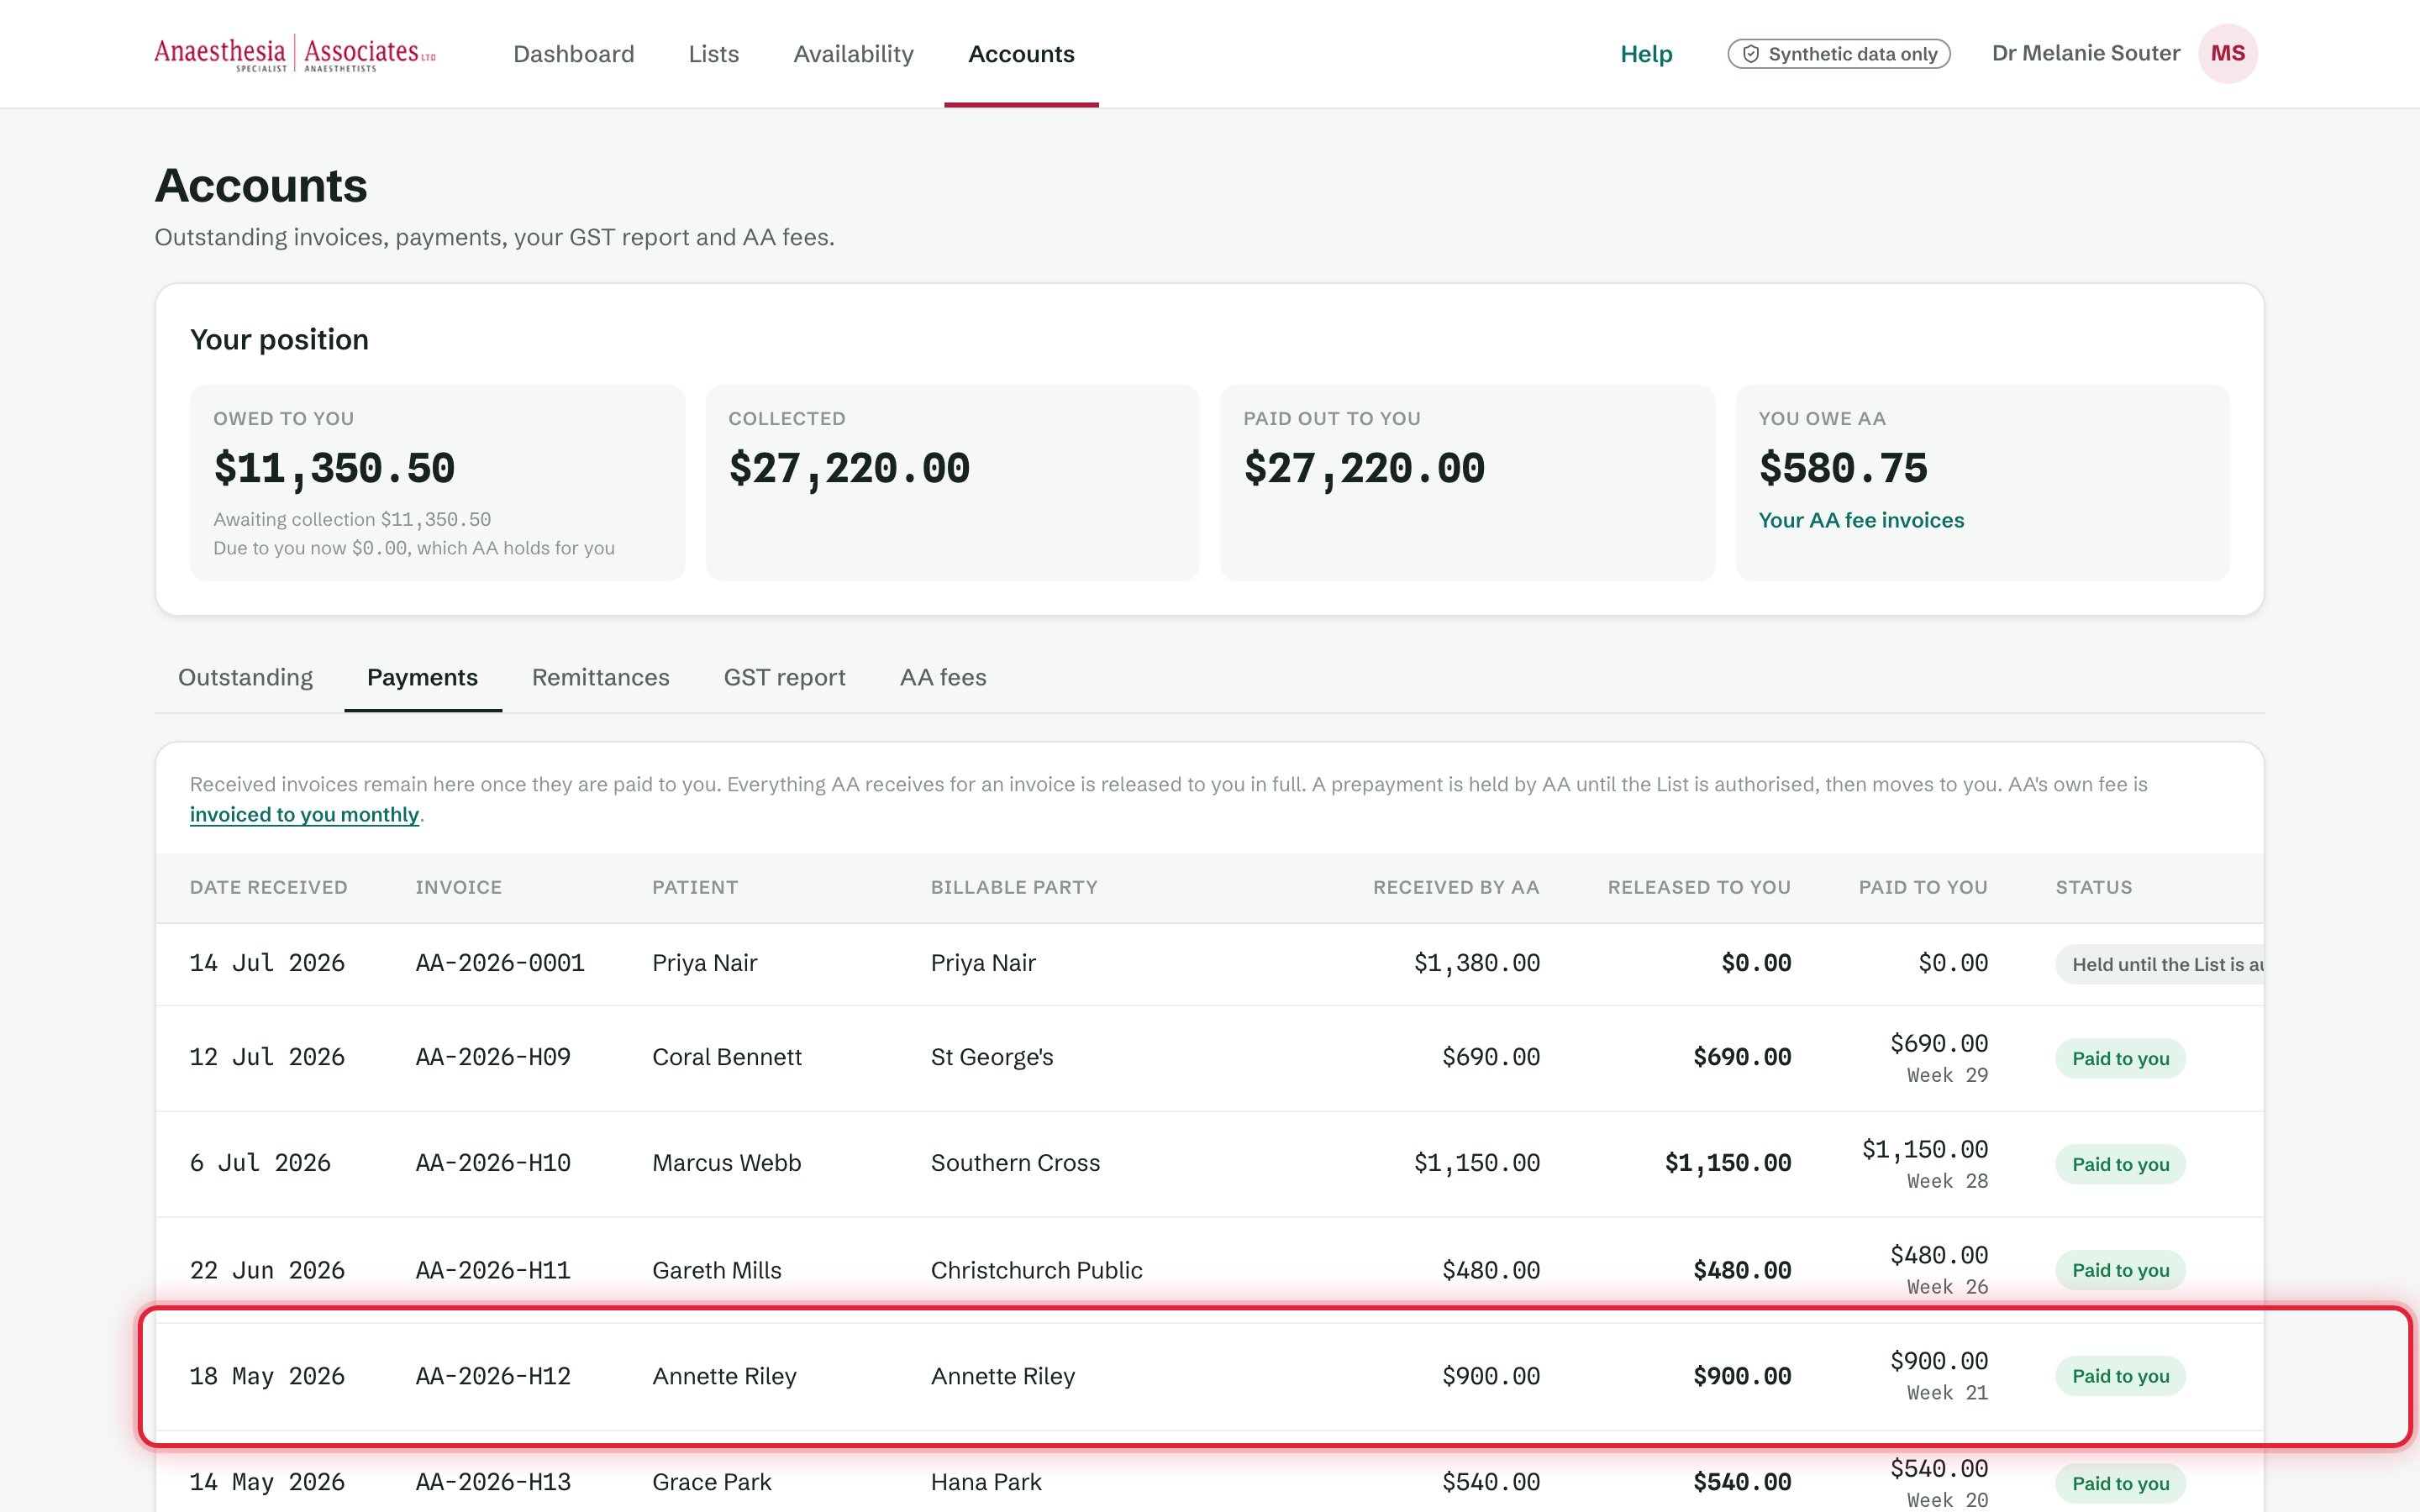 Anaesthesia | Associates LTD
SPECIALIST ANAESTHETISTS
Dashboard
Lists
Availability
Accounts
Help
Synthetic data only
Dr Melanie Souter
MS
Accounts
Outstanding invoices, payments, your GST report and AA fees.
Your position
OWED TO YOU
$11,350.50
Awaiting collection $11,350.50
Due to you now $0.00, which AA holds for you
COLLECTED
$27,220.00
PAID OUT TO YOU
$27,220.00
YOU OWE AA
$580.75
Your AA fee invoices
Outstanding
Payments
Remittances
GST report
AA fees
Received invoices remain here once they are paid to you. Everything AA receives for an invoice is released to you in full. A prepayment is held by AA until the List is authorised, then moves to you. AA's own fee is
invoiced to you monthly.
DATE RECEIVED INVOICE PATIENT BILLABLE PARTY RECEIVED BY AA RELEASED TO YOU PAID TO YOU STATUS
14 Jul 2026 AA-2026-0001 Priya Nair Priya Nair $1,380.00 $0.00 $0.00 Held until the List is au
12 Jul 2026 AA-2026-H09 Coral Bennett St George's $690.00 $690.00 $690.00 Paid to you
Week 29
6 Jul 2026 AA-2026-H10 Marcus Webb Southern Cross $1,150.00 $1,150.00 $1,150.00 Paid to you
Week 28
22 Jun 2026 AA-2026-H11 Gareth Mills Christchurch Public $480.00 $480.00 $480.00 Paid to you
Week 26
18 May 2026 AA-2026-H12 Annette Riley Annette Riley $900.00 $900.00 $900.00 Paid to you
Week 21
14 May 2026 AA-2026-H13 Grace Park Hana Park $540.00 $540.00 $540.00 Paid to you
Week 20